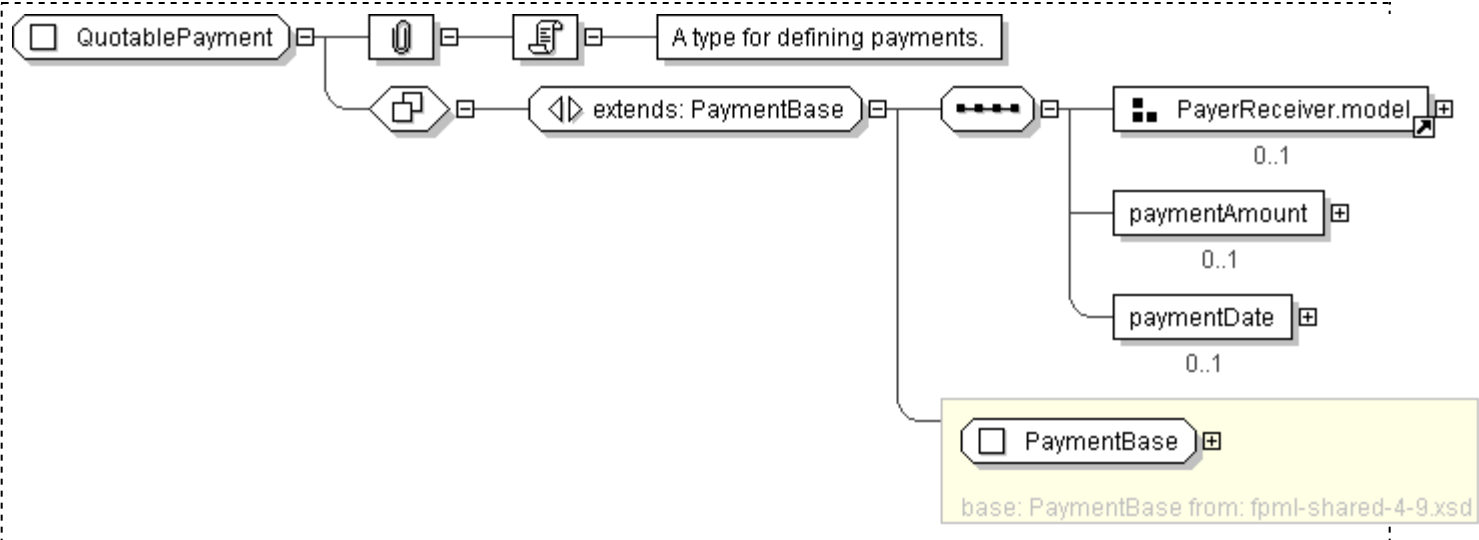 QuotablePayment
A type for defining payments.
extends: PaymentBase
PayerReceiver.model
0..1
paymentAmount
0..1
paymentDate
0..1
PaymentBase
base: PaymentBase from: fpml-shared-4-9.xsd